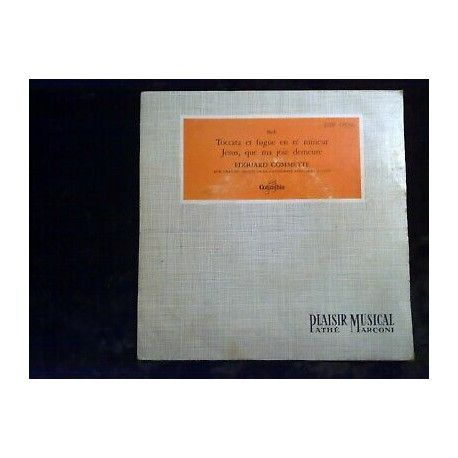 Bach
Toccata et fugue en ré mineur
Jésus, que ma joie demeure
EDOUARD COMMETTE
Columbia
PLAISIR MUSICAL
PATHÉ MARCONI